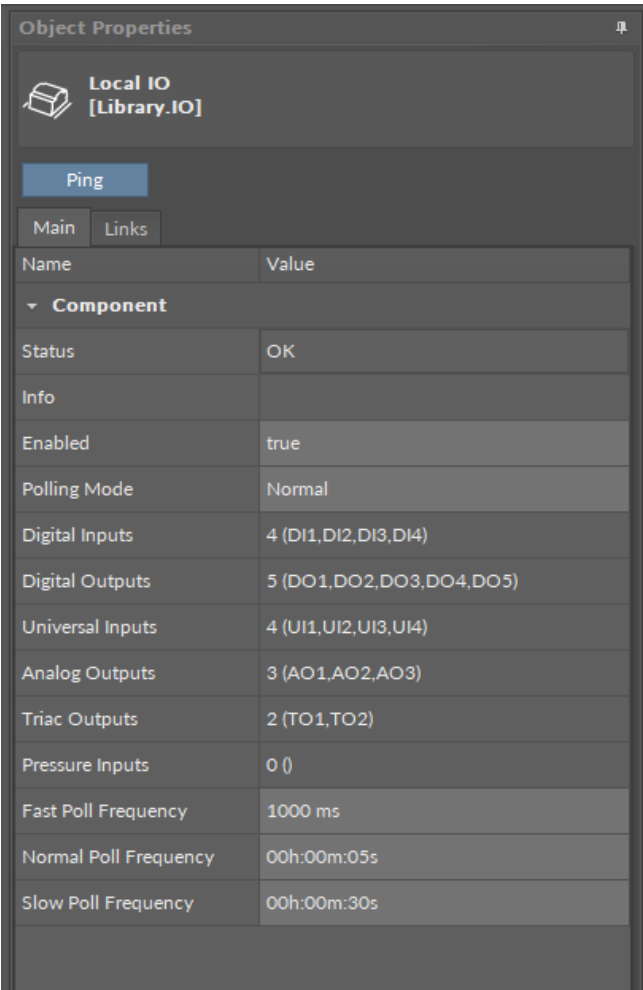 Object Properties
Local IO
[Library.IO]
Ping
Main Links
Name Value
Component
Status OK
Info
Enabled true
Polling Mode Normal
Digital Inputs 4 (DI1,DI2,DI3,DI4)
Digital Outputs 5 (DO1,DO2,DO3,DO4,DO5)
Universal Inputs 4 (UI1,UI2,UI3,UI4)
Analog Outputs 3 (AO1,AO2,AO3)
Triac Outputs 2 (TO1,TO2)
Pressure Inputs 0 ()
Fast Poll Frequency 1000 ms
Normal Poll Frequency 00h:00m:05s
Slow Poll Frequency 00h:00m:30s